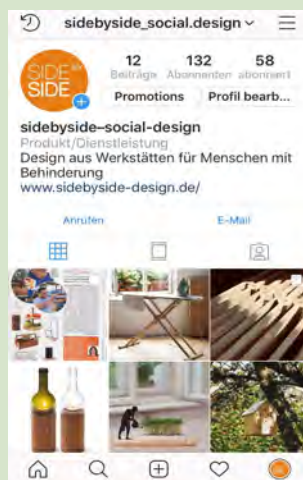 sidebyside_social.design
SIDE BY
SIDE
12 132 58
Beiträge Abonnenten abonniert
Promotions Profil bearb...
sidebyside-social-design
Produkt/Dienstleistung
Design aus Werkstätten für Menschen mit
Behinderung
www.sidebyside-design.de/
Anrufen E-Mail